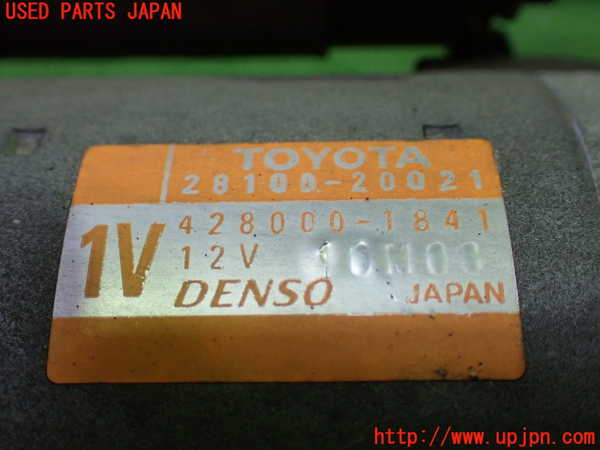 USED PARTS JAPAN
TOYOTA
28100-20021
428000-1841
1V
12V
DENSO JAPAN
http://www.upjpn.com/